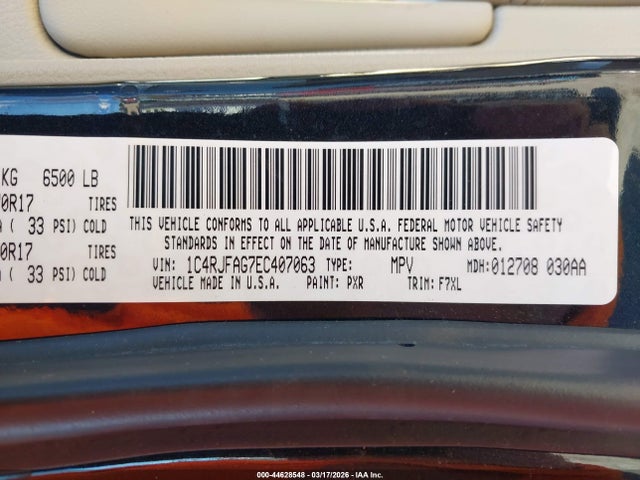 KG 6500 LB
0R17 TIRES
( 33 PSI) COLD
0R17 TIRES
( 33 PSI) COLD
THIS VEHICLE CONFORMS TO ALL APPLICABLE U.S.A. FEDERAL MOTOR VEHICLE SAFETY
STANDARDS IN EFFECT ON THE DATE OF MANUFACTURE SHOWN ABOVE.
VIN: 1C4RJFAG7EC407063 TYPE: MPV MDH:012708 030AA
VEHICLE MADE IN U.S.A. PAINT: PXR TRIM: F7XL
000-44628548 - 03/17/2026 - IAA Inc.